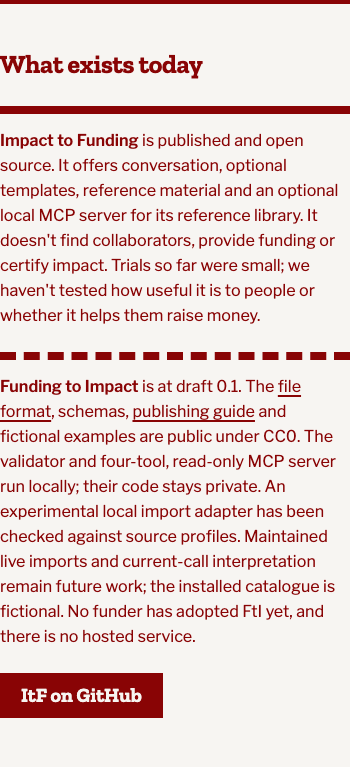 What exists today
Impact to Funding is published and open
source. It offers conversation, optional
templates, reference material and an optional
local MCP server for its reference library. It
doesn't find collaborators, provide funding or
certify impact. Trials so far were small; we
haven't tested how useful it is to people or
whether it helps them raise money.
Funding to Impact is at draft 0.1. The file
format, schemas, publishing guide and
fictional examples are public under CC0. The
validator and four-tool, read-only MCP server
run locally; their code stays private. An
experimental local import adapter has been
checked against source profiles. Maintained
live imports and current-call interpretation
remain future work; the installed catalogue is
fictional. No funder has adopted FtI yet, and
there is no hosted service.
ItF on GitHub